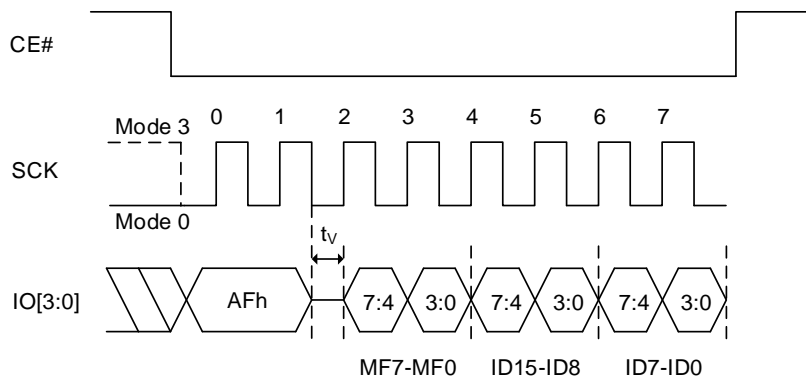 CE#
Mode 3
0 1 2 3 4 5 6 7
SCK
Mode 0
tV
IO[3:0]
AFh
7:4 3:0 7:4 3:0 7:4 3:0
MF7-MF0 ID15-ID8 ID7-ID0